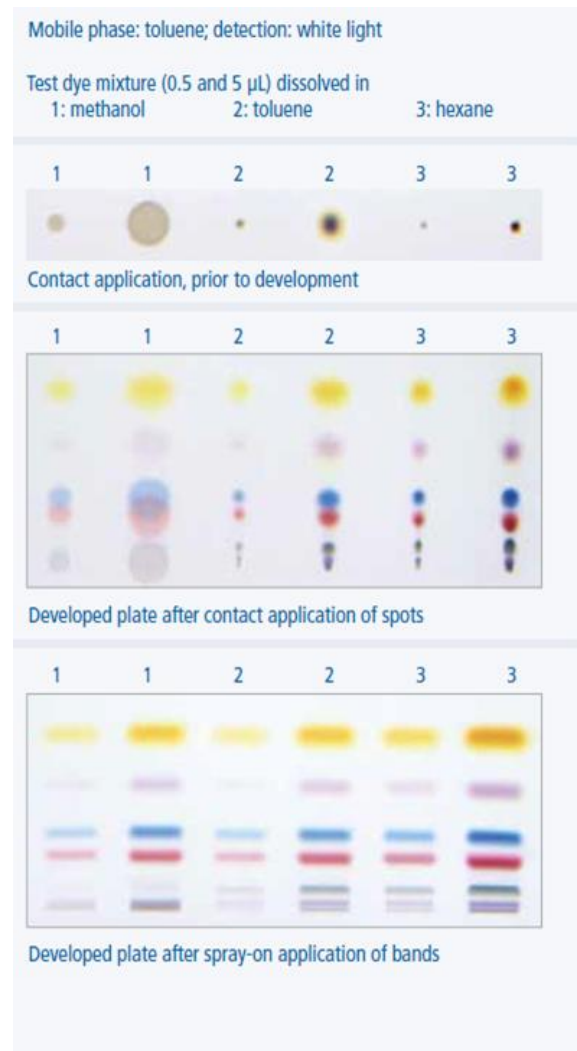 Mobile phase: toluene; detection: white light
Test dye mixture (0.5 and 5 µL) dissolved in
1: methanol 2: toluene 3: hexane
1 1 2 2 3 3
Contact application, prior to development
1 1 2 2 3 3
Developed plate after contact application of spots
1 1 2 2 3 3
Developed plate after spray-on application of bands